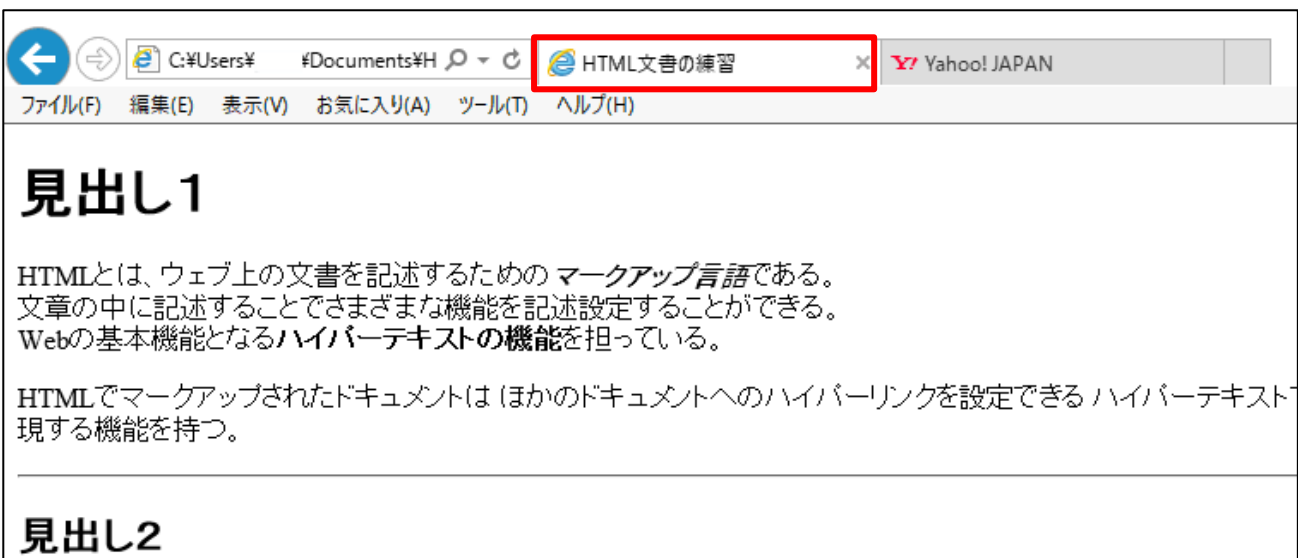 C:¥Users¥ ¥Documents¥H
HTML文書の練習
Yahoo! JAPAN
ファイル(F) 編集(E) 表示(V) お気に入り(A) ツール(T) ヘルプ(H)
見出し1
HTMLとは、ウェブ上の文書を記述するための マークアップ言語である。
文章の中に記述することでさまざまな機能を記述設定することができる。
Webの基本機能となるハイパーテキストの機能を担っている。
HTMLでマークアップされたドキュメントは ほかのドキュメントへのハイパーリンクを設定できる ハイパーテキストで
現する機能を持つ。
見出し2